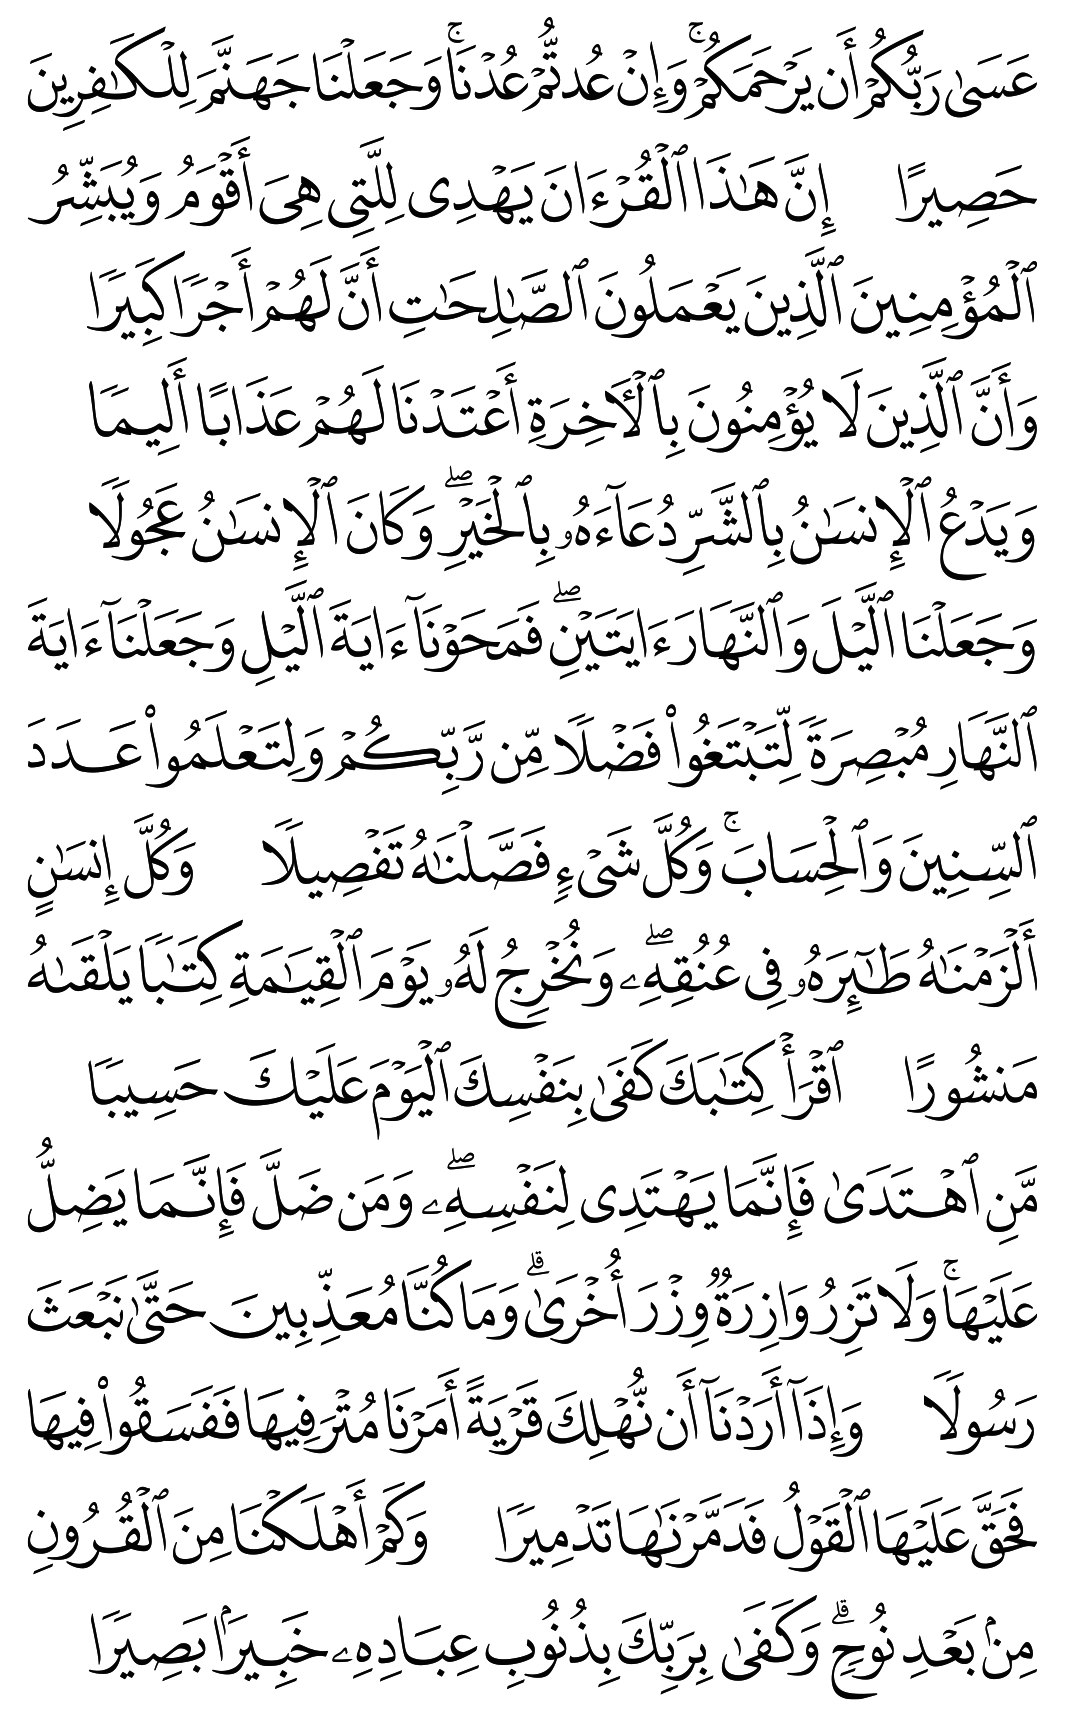 عَسَىٰ رَبُّكُمْ أَن يَرْحَمَكُمْ ۚ وَإِنْ عُدتُّمْ عُدْنَا ۚ وَجَعَلْنَا جَهَنَّمَ لِلْكَـٰفِرِينَ
حَصِيرًا إِنَّ هَـٰذَا ٱلْقُرْءَانَ يَهْدِى لِلَّتِى هِىَ أَقْوَمُ وَيُبَشِّرُ
ٱلْمُؤْمِنِينَ ٱلَّذِينَ يَعْمَلُونَ ٱلصَّـٰلِحَـٰتِ أَنَّ لَهُمْ أَجْرًا كَبِيرًا
وَأَنَّ ٱلَّذِينَ لَا يُؤْمِنُونَ بِٱلْـَٔاخِرَةِ أَعْتَدْنَا لَهُمْ عَذَابًا أَلِيمًا
وَيَدْعُ ٱلْإِنسَـٰنُ بِٱلشَّرِّ دُعَآءَهُۥ بِٱلْخَيْرِ ۖ وَكَانَ ٱلْإِنسَـٰنُ عَجُولًا
وَجَعَلْنَا ٱلَّيْلَ وَٱلنَّهَارَ ءَايَتَيْنِ ۖ فَمَحَوْنَآ ءَايَةَ ٱلَّيْلِ وَجَعَلْنَآ ءَايَةَ
ٱلنَّهَارِ مُبْصِرَةً لِّتَبْتَغُوا۟ فَضْلًا مِّن رَّبِّكُمْ وَلِتَعْلَمُوا۟ عَدَدَ
ٱلسِّنِينَ وَٱلْحِسَابَ ۚ وَكُلَّ شَىْءٍ فَصَّلْنَـٰهُ تَفْصِيلًا وَكُلَّ إِنسَـٰنٍ
أَلْزَمْنَـٰهُ طَـٰٓئِرَهُۥ فِى عُنُقِهِۦ ۖ وَنُخْرِجُ لَهُۥ يَوْمَ ٱلْقِيَـٰمَةِ كِتَـٰبًا يَلْقَىٰهُ
مَنشُورًا ٱقْرَأْ كِتَـٰبَكَ كَفَىٰ بِنَفْسِكَ ٱلْيَوْمَ عَلَيْكَ حَسِيبًا
مَّنِ ٱهْتَدَىٰ فَإِنَّمَا يَهْتَدِى لِنَفْسِهِۦ ۖ وَمَن ضَلَّ فَإِنَّمَا يَضِلُّ
عَلَيْهَا ۚ وَلَا تَزِرُ وَازِرَةٌ وِزْرَ أُخْرَىٰ ۗ وَمَا كُنَّا مُعَذِّبِينَ حَتَّىٰ نَبْعَثَ
رَسُولًا وَإِذَآ أَرَدْنَآ أَن نُّهْلِكَ قَرْيَةً أَمَرْنَا مُتْرَفِيهَا فَفَسَقُوا۟ فِيهَا
فَحَقَّ عَلَيْهَا ٱلْقَوْلُ فَدَمَّرْنَـٰهَا تَدْمِيرًا وَكَمْ أَهْلَكْنَا مِنَ ٱلْقُرُونِ
مِنۢ بَعْدِ نُوحٍ ۗ وَكَفَىٰ بِرَبِّكَ بِذُنُوبِ عِبَادِهِۦ خَبِيرًۢا بَصِيرًا